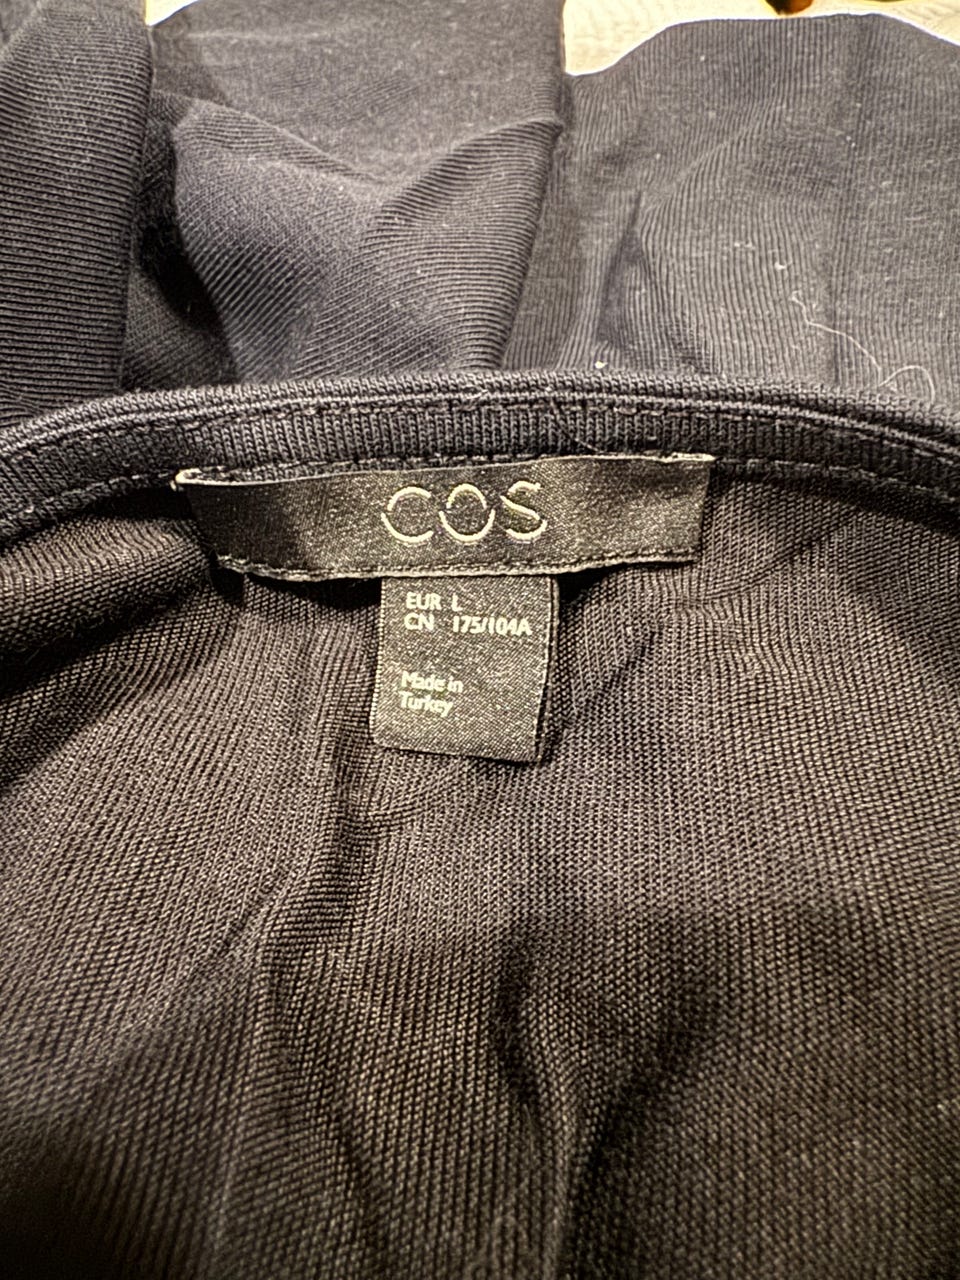 COS
EUR L
CN 175/104A
Made in
Turkey